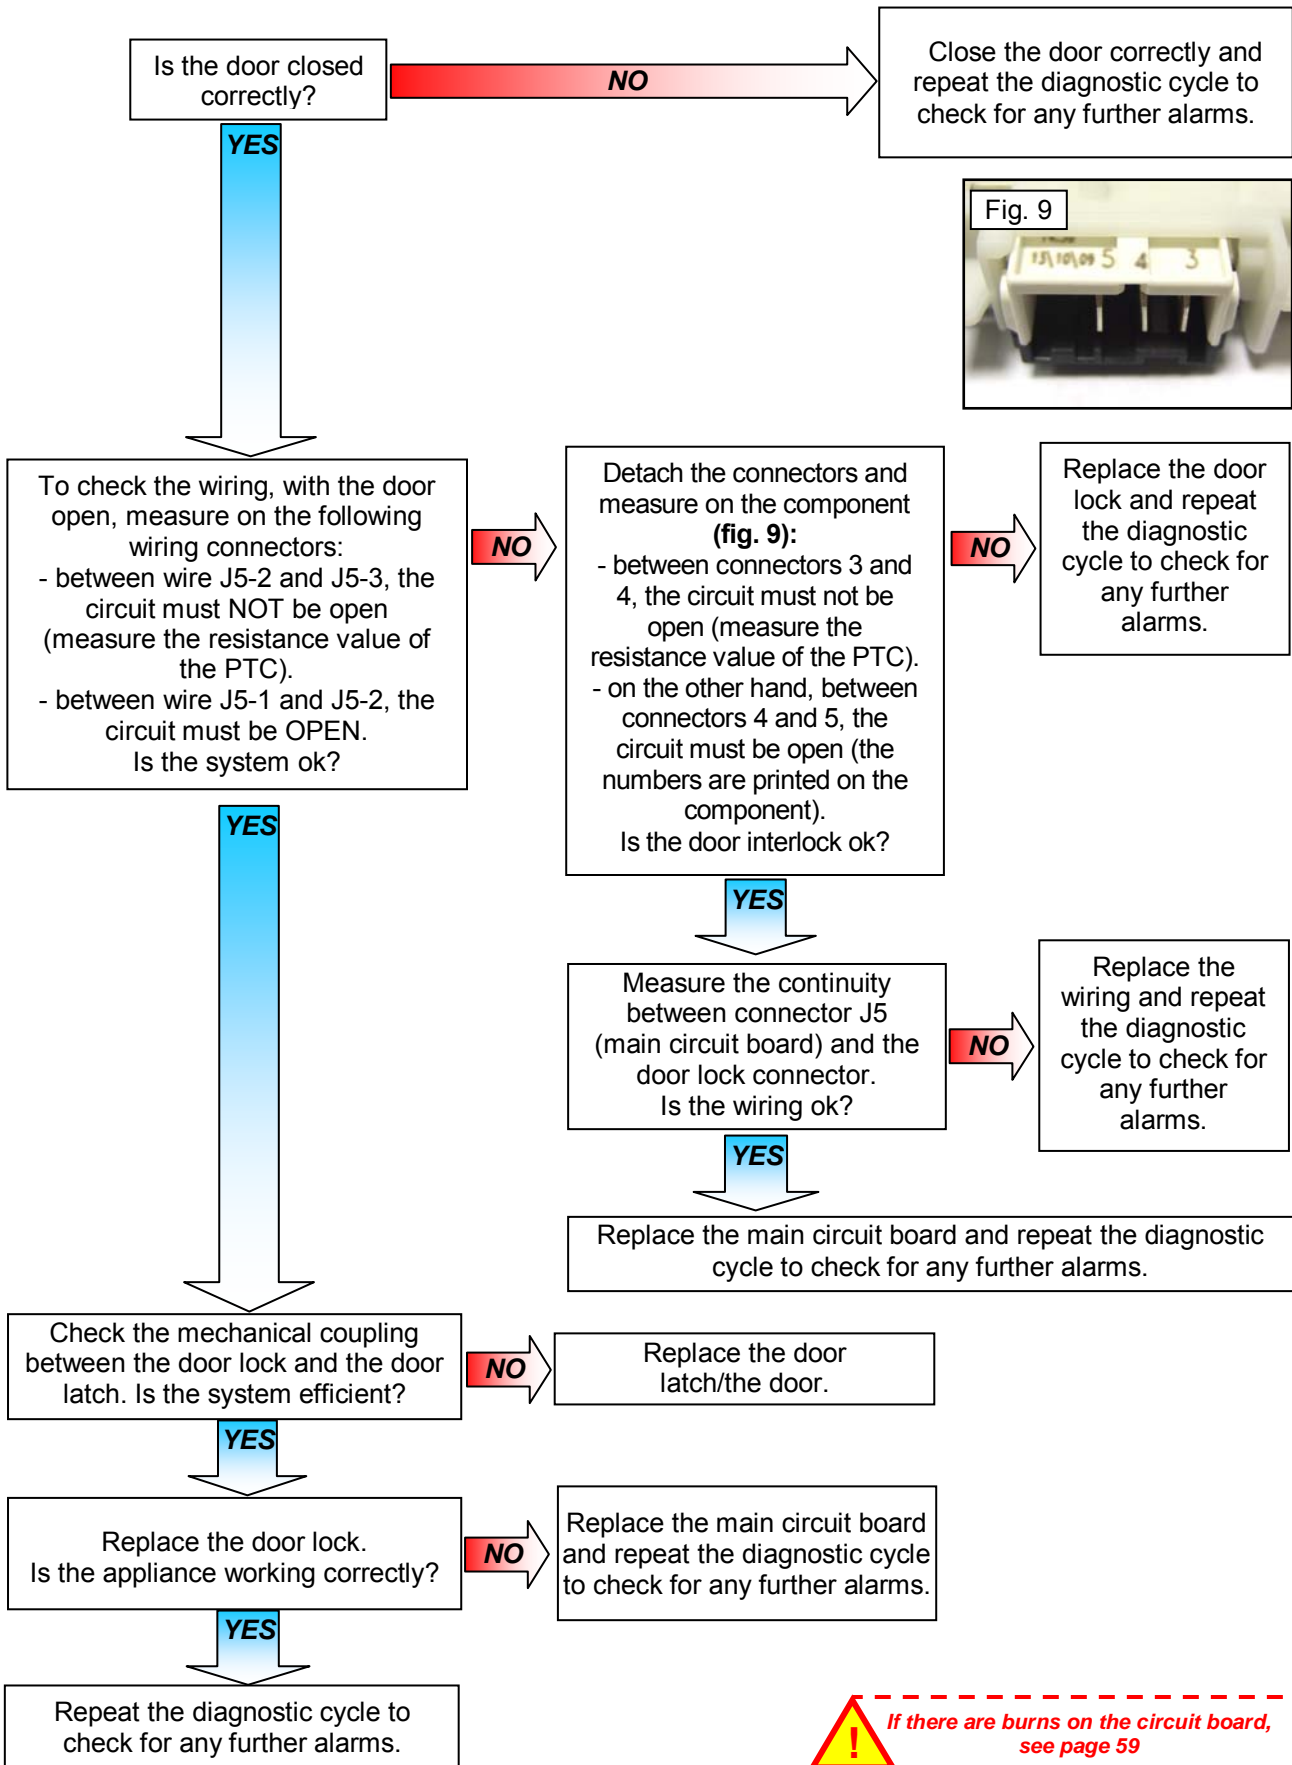 Is the door closed
correctly?
NO
Close the door correctly and
repeat the diagnostic cycle to
check for any further alarms.
YES
Fig. 9
13\10\09 5 4 3
To check the wiring, with the door
open, measure on the following
wiring connectors:
- between wire J5-2 and J5-3, the
circuit must NOT be open
(measure the resistance value of
the PTC).
- between wire J5-1 and J5-2, the
circuit must be OPEN.
Is the system ok?
NO
Detach the connectors and
measure on the component
(fig. 9):
- between connectors 3 and
4, the circuit must not be
open (measure the
resistance value of the PTC).
- on the other hand, between
connectors 4 and 5, the
circuit must be open (the
numbers are printed on the
component).
Is the door interlock ok?
NO
Replace the door
lock and repeat
the diagnostic
cycle to check for
any further
alarms.
YES
YES
Measure the continuity
between connector J5
(main circuit board) and the
door lock connector.
Is the wiring ok?
NO
Replace the
wiring and repeat
the diagnostic
cycle to check for
any further
alarms.
YES
Replace the main circuit board and repeat the diagnostic
cycle to check for any further alarms.
Check the mechanical coupling
between the door lock and the door
latch. Is the system efficient?
NO
Replace the door
latch/the door.
YES
Replace the door lock.
Is the appliance working correctly?
NO
Replace the main circuit board
and repeat the diagnostic cycle
to check for any further alarms.
YES
Repeat the diagnostic cycle to
check for any further alarms.
!
If there are burns on the circuit board,
see page 59